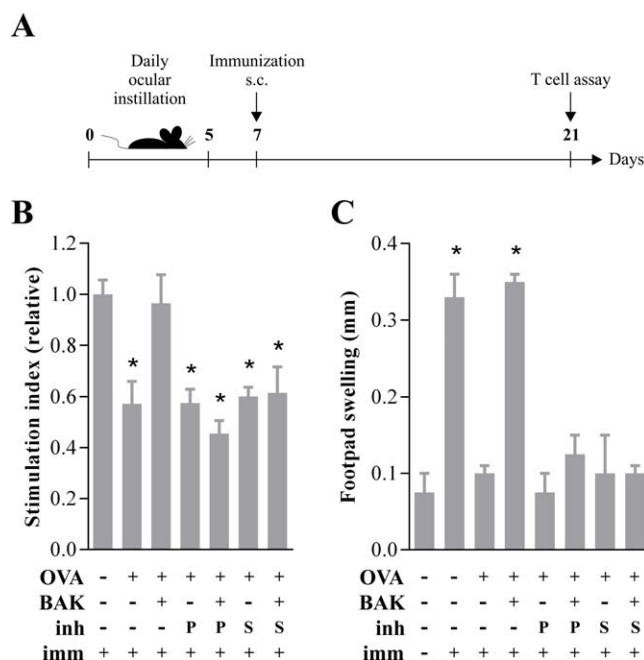 A
Daily
ocular
instillation
Immunization
s.c.
T cell assay
0 5 7 21 Days
B
Stimulation index (relative)
1.2
1.0
0.8
0.6
0.4
0.2
0.0
* * * * *
OVA - + + + + + +
BAK - - + - + - +
inh - - - P P S S
imm + + + + + + +
C
Footpad swelling (mm)
0.4
0.3
0.2
0.1
0.0
* *
OVA - - + + + + + +
BAK - - - + - + - +
inh - - - - P P S S
imm - + + + + + + +